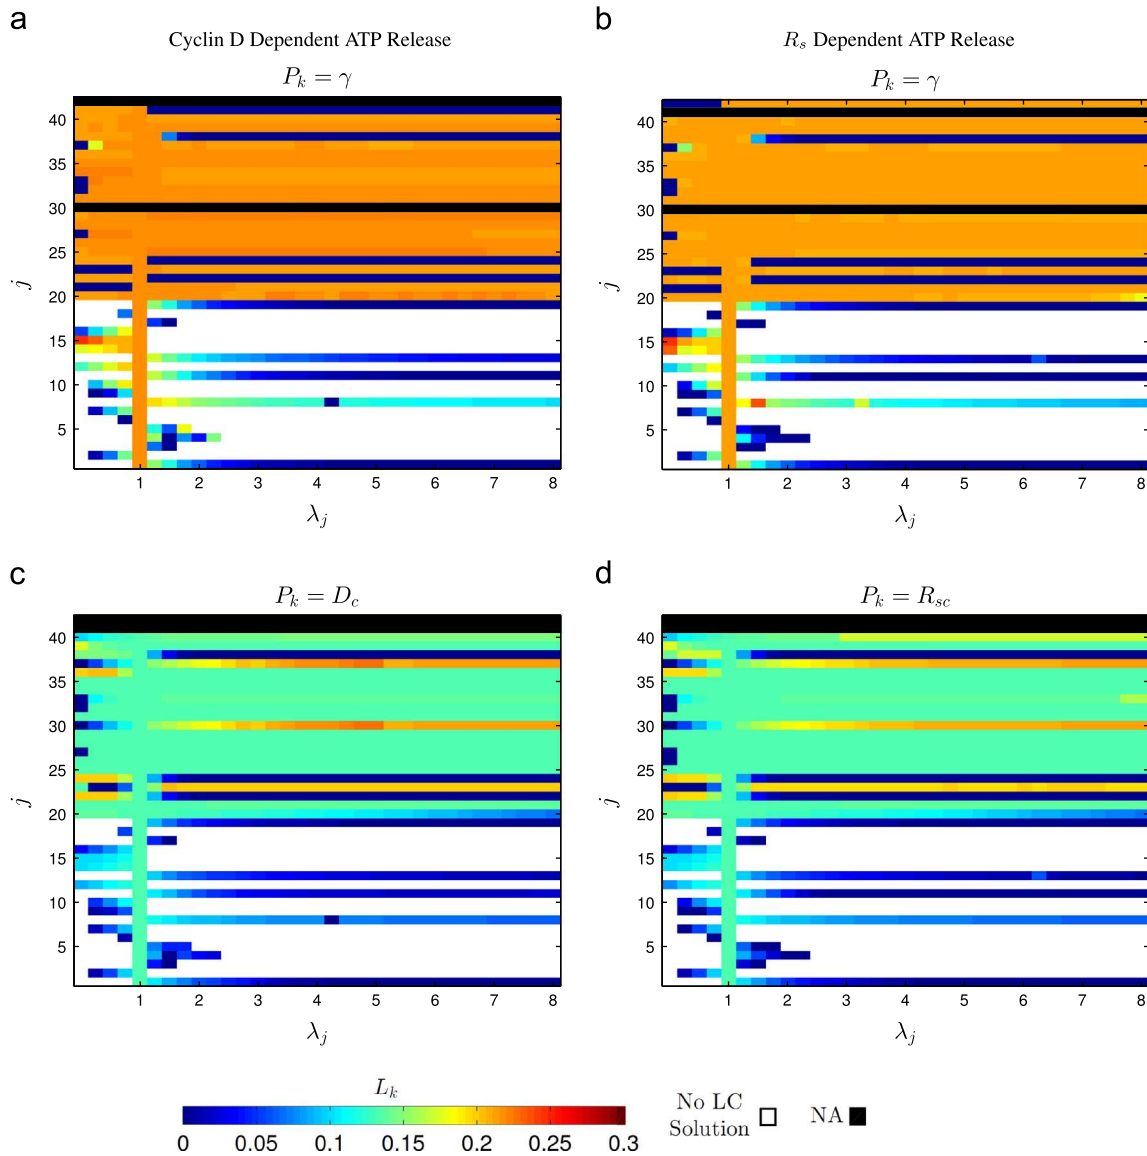 a
b
Cyclin D Dependent ATP Release
R_s Dependent ATP Release
P_k = γ
P_k = γ
40
35
30
25
20
15
10
5
j
1 2 3 4 5 6 7 8
λ_j
40
35
30
25
20
15
10
5
j
1 2 3 4 5 6 7 8
λ_j
c
d
P_k = D_c
P_k = R_sc
40
35
30
25
20
15
10
5
j
1 2 3 4 5 6 7 8
λ_j
40
35
30
25
20
15
10
5
j
1 2 3 4 5 6 7 8
λ_j
L_k
0 0.05 0.1 0.15 0.2 0.25 0.3
No LC
Solution
NA